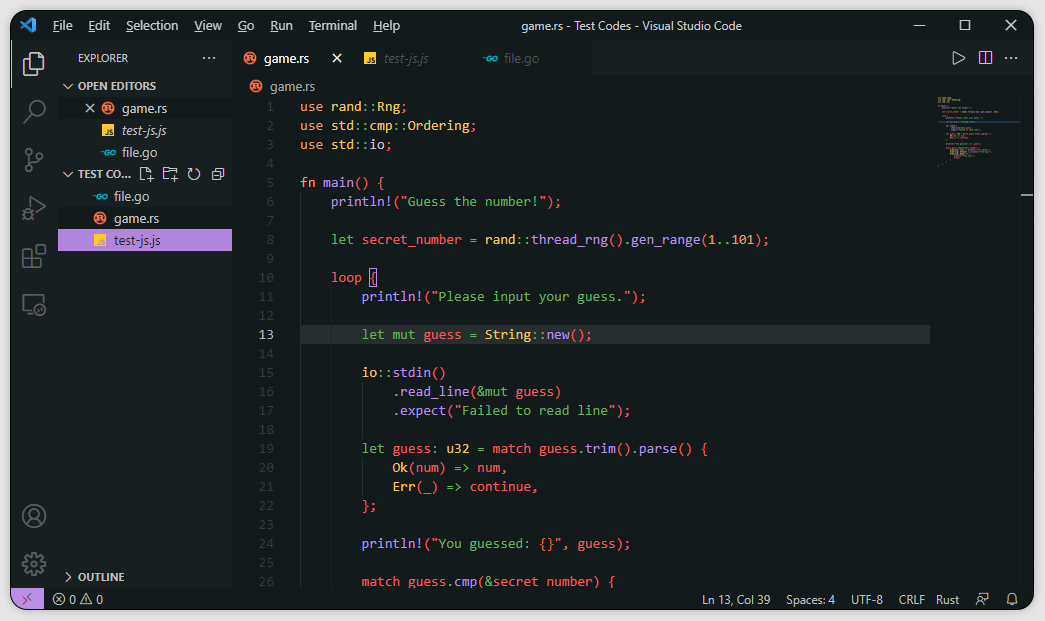 File Edit Selection View Go Run Terminal Help game.rs - Test Codes - Visual Studio Code
EXPLORER
OPEN EDITORS
game.rs
JS test-js.js
GO file.go
TEST CO...
GO file.go
game.rs
JS test-js.js
OUTLINE
game.rs JS test-js.js GO file.go
game.rs
1 use rand::Rng;
2 use std::cmp::Ordering;
3 use std::io;
4
5 fn main() {
6 println!("Guess the number!");
7
8 let secret_number = rand::thread_rng().gen_range(1..101);
9
10 loop {
11 println!("Please input your guess.");
12
13 let mut guess = String::new();
14
15 io::stdin()
16 .read_line(&mut guess)
17 .expect("Failed to read line");
18
19 let guess: u32 = match guess.trim().parse() {
20 Ok(num) => num,
21 Err(_) => continue,
22 };
23
24 println!("You guessed: {}", guess);
25
26 match guess.cmp(&secret_number) {
0 0 Ln 13, Col 39 Spaces: 4 UTF-8 CRLF Rust